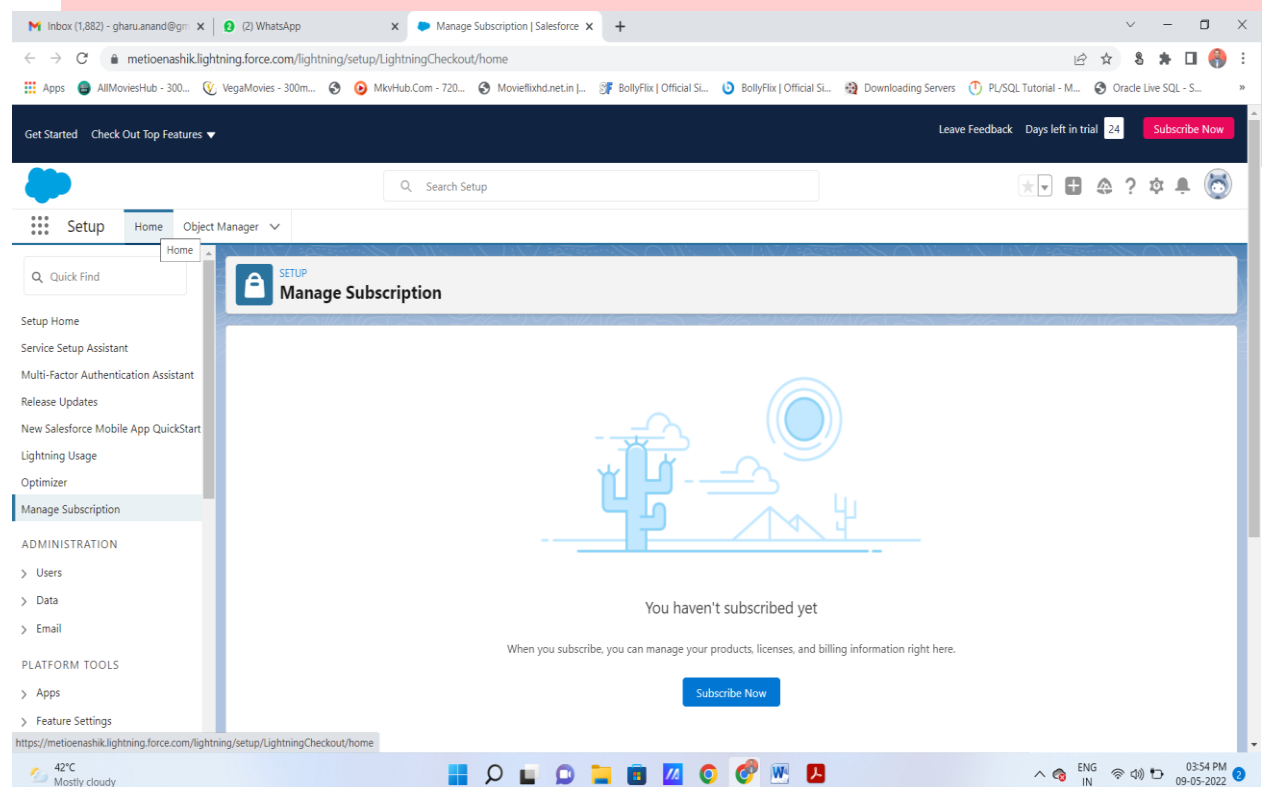 Inbox (1,882) - gharu.anand@gm
(2) WhatsApp
Manage Subscription | Salesforce
metioenashik.lightning.force.com/lightning/setup/LightningCheckout/home
Apps
AllMoviesHub - 300...
VegaMovies - 300m...
MkvHub.Com - 720...
Movieflixhd.net.in |...
BollyFlix | Official Si...
BollyFlix | Official Si...
Downloading Servers
PL/SQL Tutorial - M...
Oracle Live SQL - S...
»
Get Started
Check Out Top Features
Leave Feedback
Days left in trial 24
Subscribe Now
Search Setup
Setup
Home
Object Manager
Home
Quick Find
SETUP
Manage Subscription
Setup Home
Service Setup Assistant
Multi-Factor Authentication Assistant
Release Updates
New Salesforce Mobile App QuickStart
Lightning Usage
Optimizer
Manage Subscription
ADMINISTRATION
Users
Data
Email
PLATFORM TOOLS
Apps
Feature Settings
You haven't subscribed yet
When you subscribe, you can manage your products, licenses, and billing information right here.
Subscribe Now
https://metioenashik.lightning.force.com/lightning/setup/LightningCheckout/home
42°C
Mostly cloudy
ENG
IN
03:54 PM
09-05-2022
2